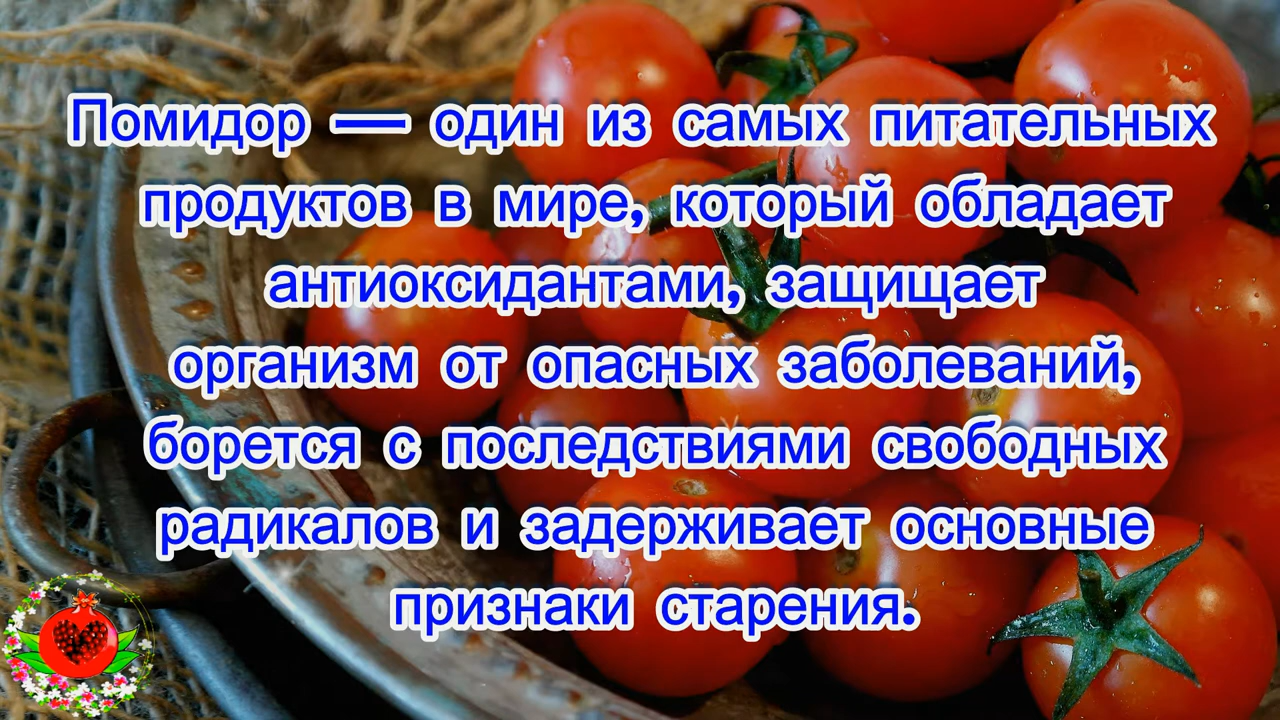 Помидор — один из самых питательных
продуктов в мире, который обладает
антиоксидантами, защищает
организм от опасных заболеваний,
борется с последствиями свободных
радикалов и задерживает основные
признаки старения.